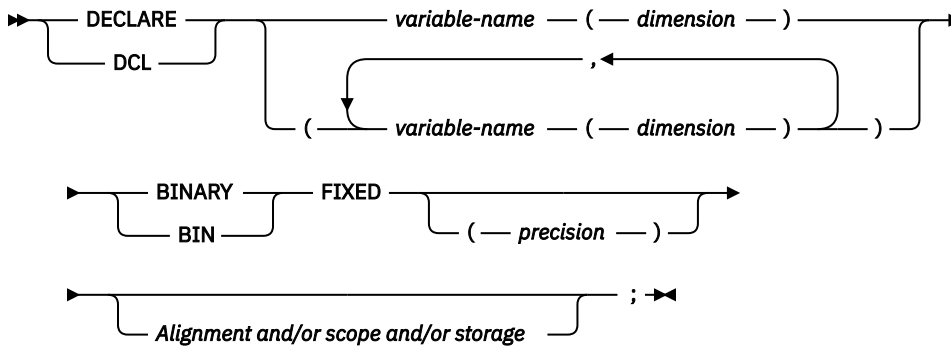 DECLARE variable-name ( dimension )
DCL
,
( variable-name ( dimension ) )
BINARY FIXED
BIN ( precision )
;
Alignment and/or scope and/or storage